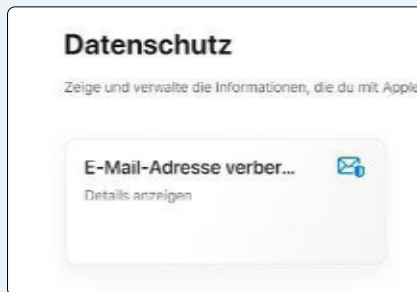 Datenschutz
Zeige und verwalte die Informationen, die du mit Apple
E-Mail-Adresse verber...
Details anzeigen